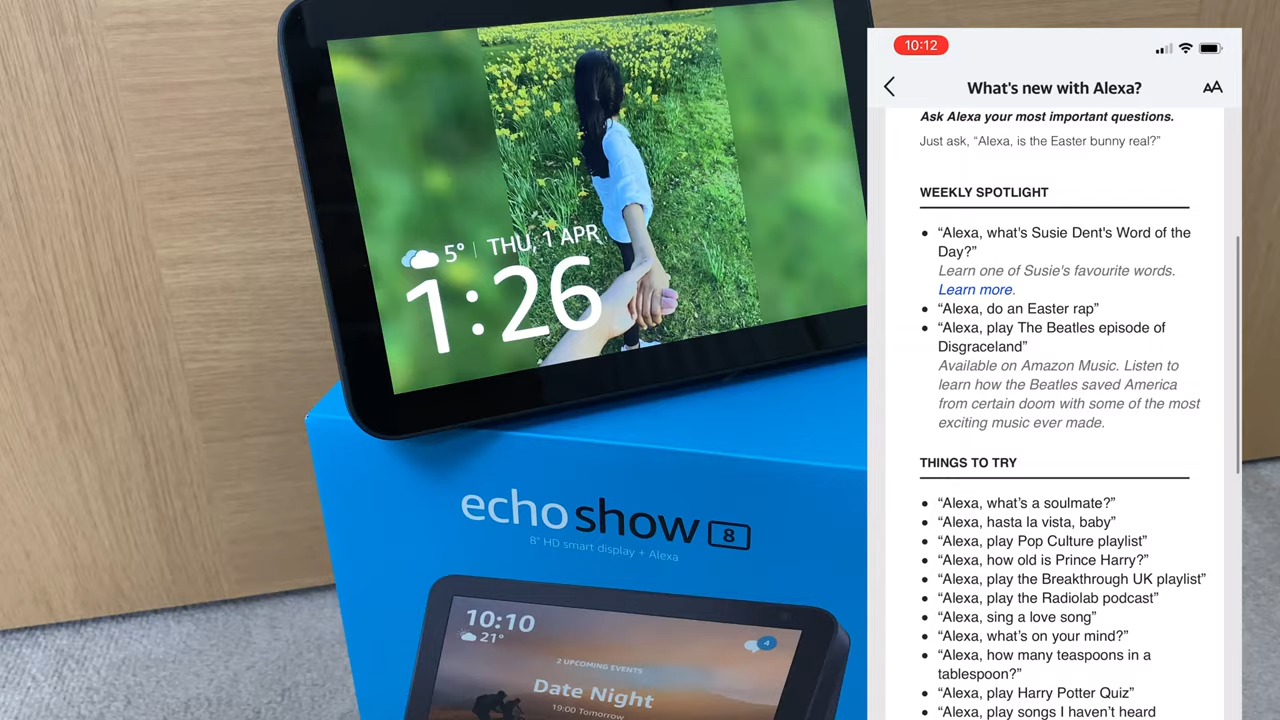 5° | THU, 1 APR
1:26
echo show 8
8" HD smart display + Alexa
10:10
21°
4
2 UPCOMING EVENTS
Date Night
19:00 Tomorrow
10:12
What's new with Alexa?
AA
Ask Alexa your most important questions.
Just ask, “Alexa, is the Easter bunny real?”
WEEKLY SPOTLIGHT
• “Alexa, what's Susie Dent's Word of the
Day?”
Learn one of Susie's favourite words.
Learn more.
• “Alexa, do an Easter rap”
• “Alexa, play The Beatles episode of
Disgraceland”
Available on Amazon Music. Listen to
learn how the Beatles saved America
from certain doom with some of the most
exciting music ever made.
THINGS TO TRY
• “Alexa, what’s a soulmate?”
• “Alexa, hasta la vista, baby”
• “Alexa, play Pop Culture playlist”
• “Alexa, how old is Prince Harry?”
• “Alexa, play the Breakthrough UK playlist”
• “Alexa, play the Radiolab podcast”
• “Alexa, sing a love song”
• “Alexa, what’s on your mind?”
• “Alexa, how many teaspoons in a
tablespoon?”
• “Alexa, play Harry Potter Quiz”
• “Alexa, play songs I haven’t heard